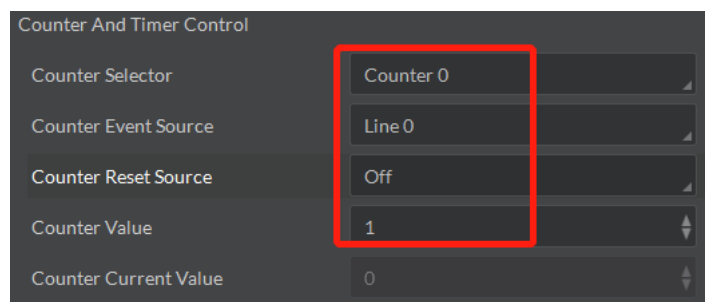 Counter And Timer Control
Counter Selector Counter 0
Counter Event Source Line 0
Counter Reset Source Off
Counter Value 1
Counter Current Value 0